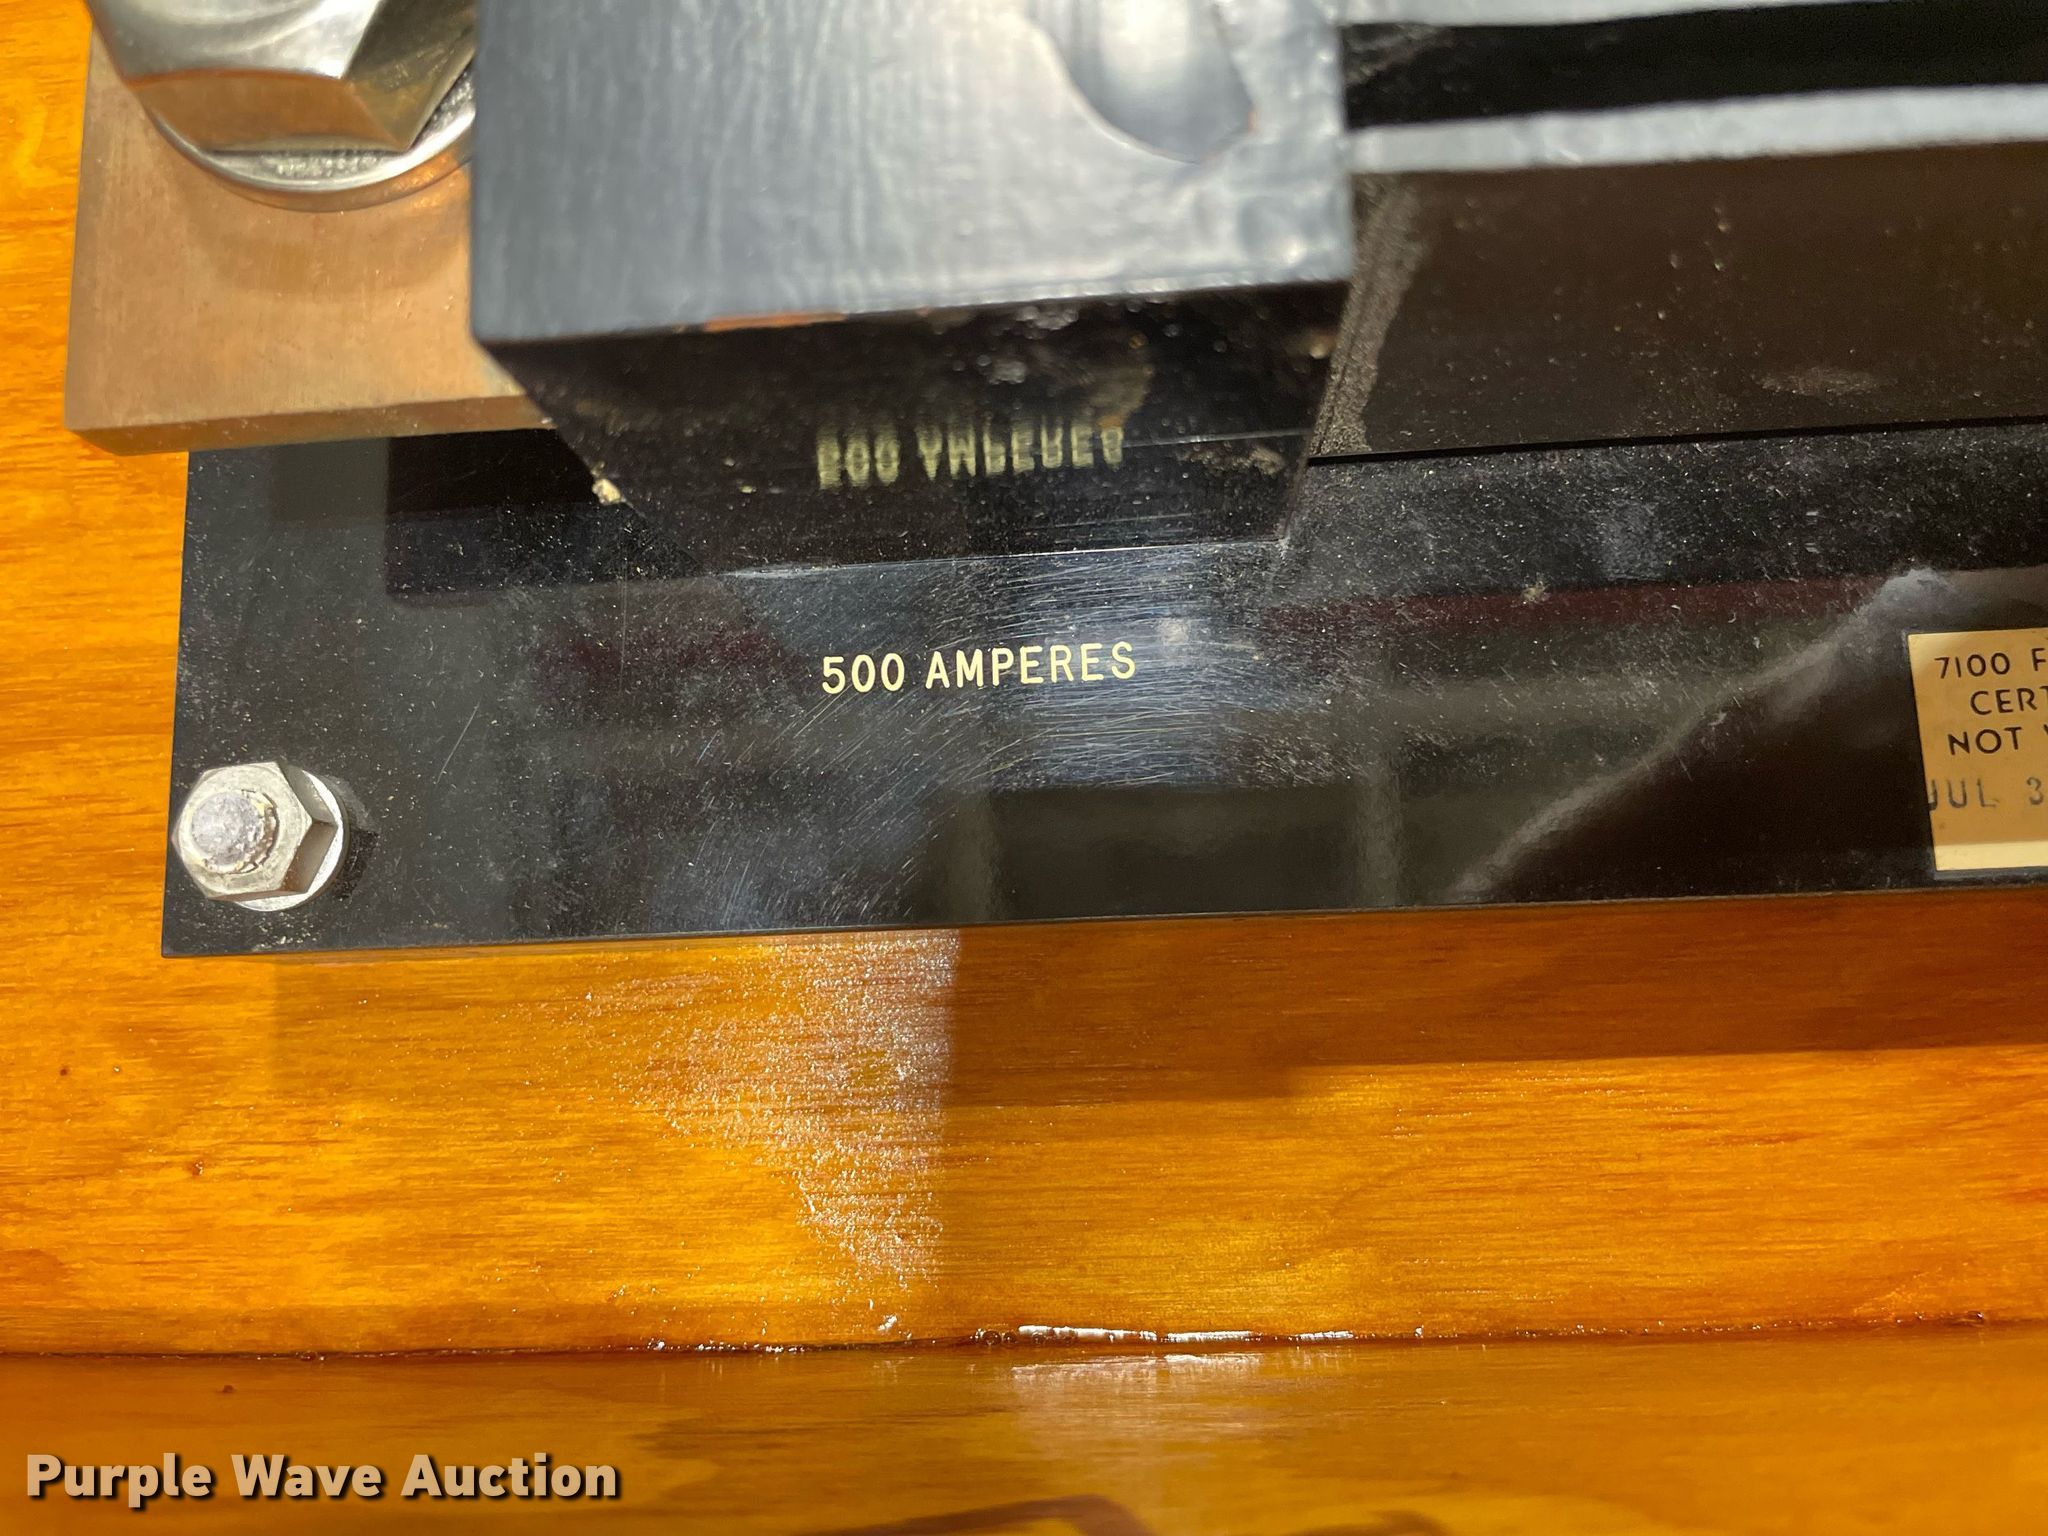 500 AMPERES
7100 F
CERT
NOT
JUL 3
Purple Wave Auction